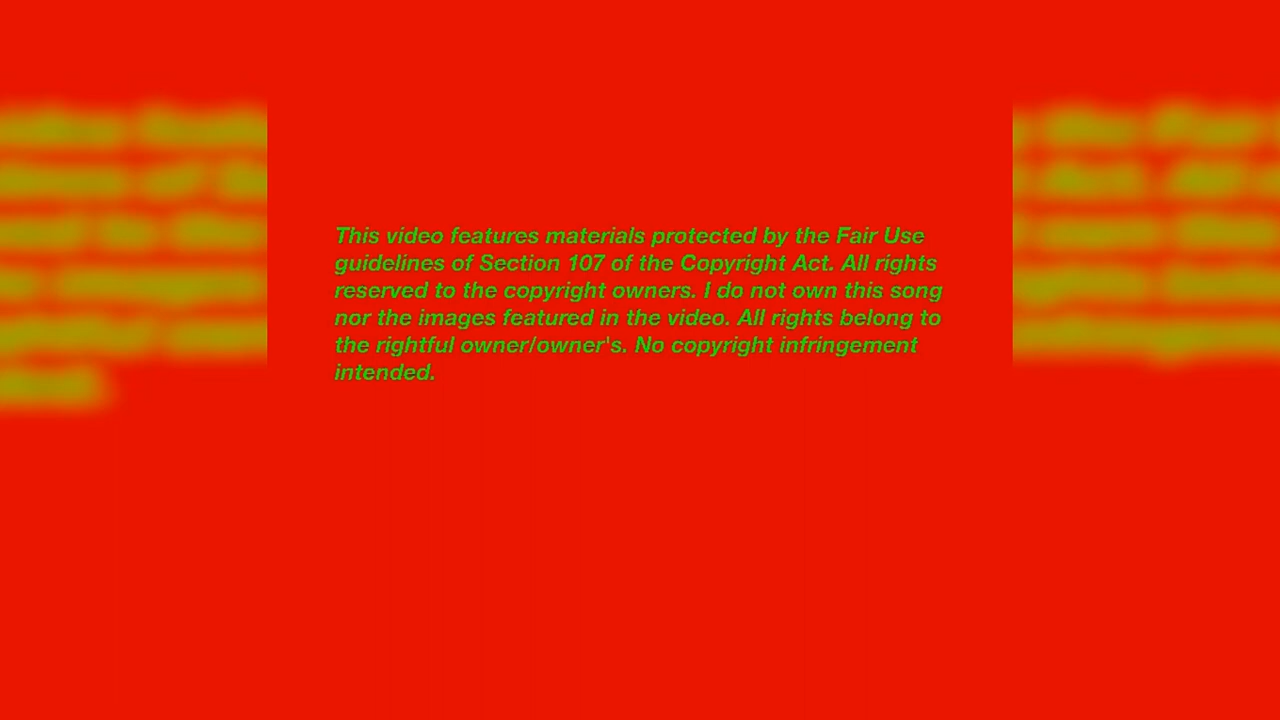 This video features materials protected by the Fair Use
guidelines of Section 107 of the Copyright Act. All rights
reserved to the copyright owners. I do not own this song
nor the images featured in the video. All rights belong to
the rightful owner/owner's. No copyright infringement
intended.